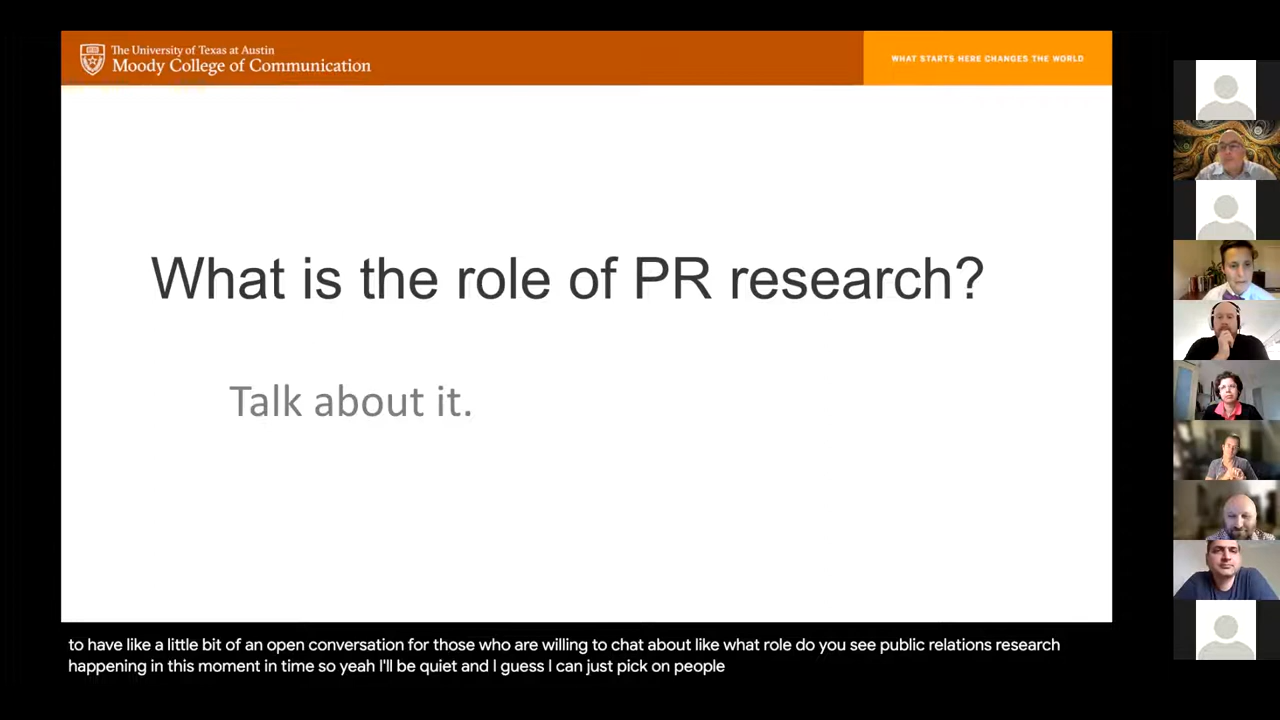 The University of Texas at Austin
Moody College of Communication
WHAT STARTS HERE CHANGES THE WORLD
What is the role of PR research?
Talk about it.
to have like a little bit of an open conversation for those who are willing to chat about like what role do you see public relations research
happening in this moment in time so yeah I'll be quiet and I guess I can just pick on people